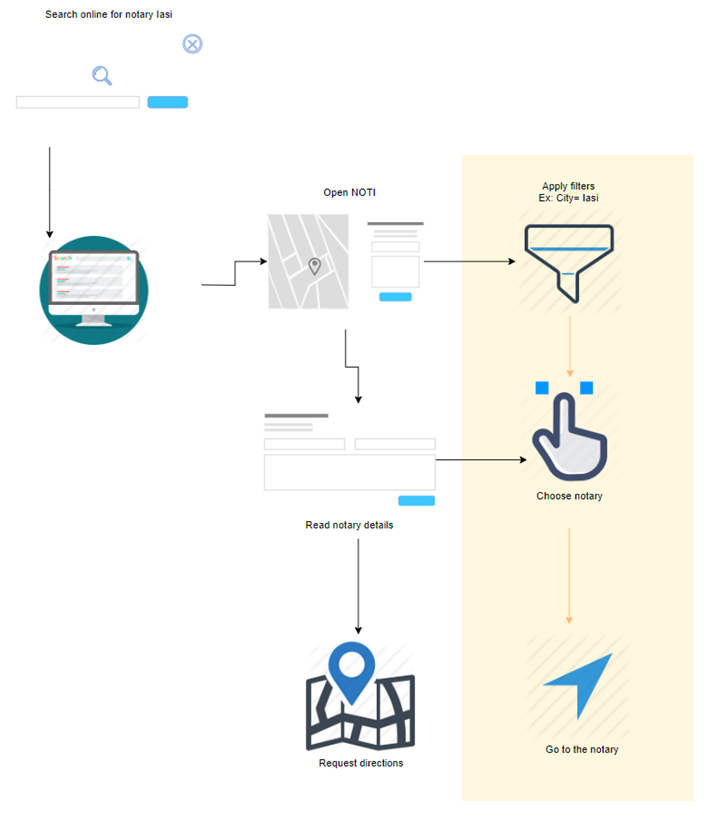 Search online for notary Iasi
Search
Open NOTI
Apply filters
Ex: City= Iasi
Read notary details
Choose notary
Request directions
Go to the notary